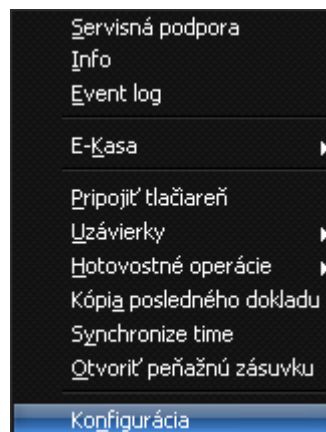 Servisná podpora
Info
Event log
E-Kasa
Pripojiť tlačiareň
Uzávierky
Hotovostné operácie
Kópia posledného dokladu
Synchronize time
Otvoriť peňažnú zásuvku
Konfigurácia